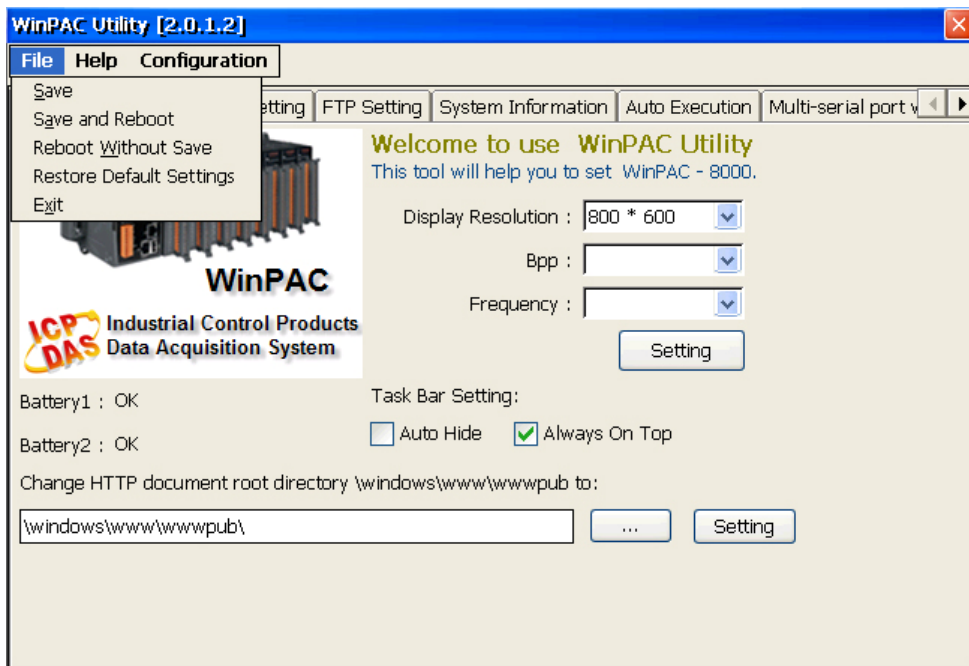 WinPAC Utility [2.0.1.2]
File Help Configuration
Save
Save and Reboot
Reboot Without Save
Restore Default Settings
Exit
FTP Setting System Information Auto Execution Multi-serial port
Welcome to use WinPAC Utility
This tool will help you to set WinPAC - 8000.
Display Resolution : 800 * 600
Bpp :
Frequency :
Setting
WinPAC
ICP DAS
Industrial Control Products
Data Acquisition System
Battery1 : OK
Battery2 : OK
Task Bar Setting:
Auto Hide Always On Top
Change HTTP document root directory \windows\www\wwwpub to:
\windows\www\wwwpub\
... Setting